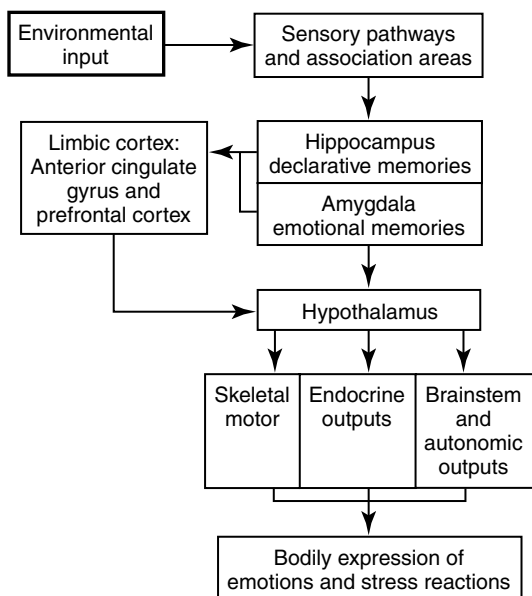 Environmental
input
Sensory pathways
and association areas
Limbic cortex:
Anterior cingulate
gyrus and
prefrontal cortex
Hippocampus
declarative memories
Amygdala
emotional memories
Hypothalamus
Skeletal
motor
Endocrine
outputs
Brainstem
and
autonomic
outputs
Bodily expression of
emotions and stress reactions